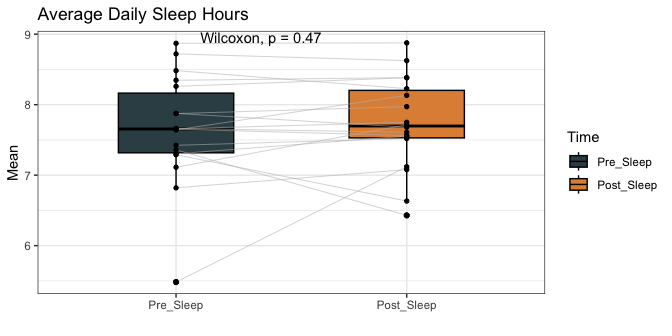 Average Daily Sleep Hours
Wilcoxon, p = 0.47
9
8
7
6
Mean
Pre_Sleep
Post_Sleep
Time
Pre_Sleep
Post_Sleep